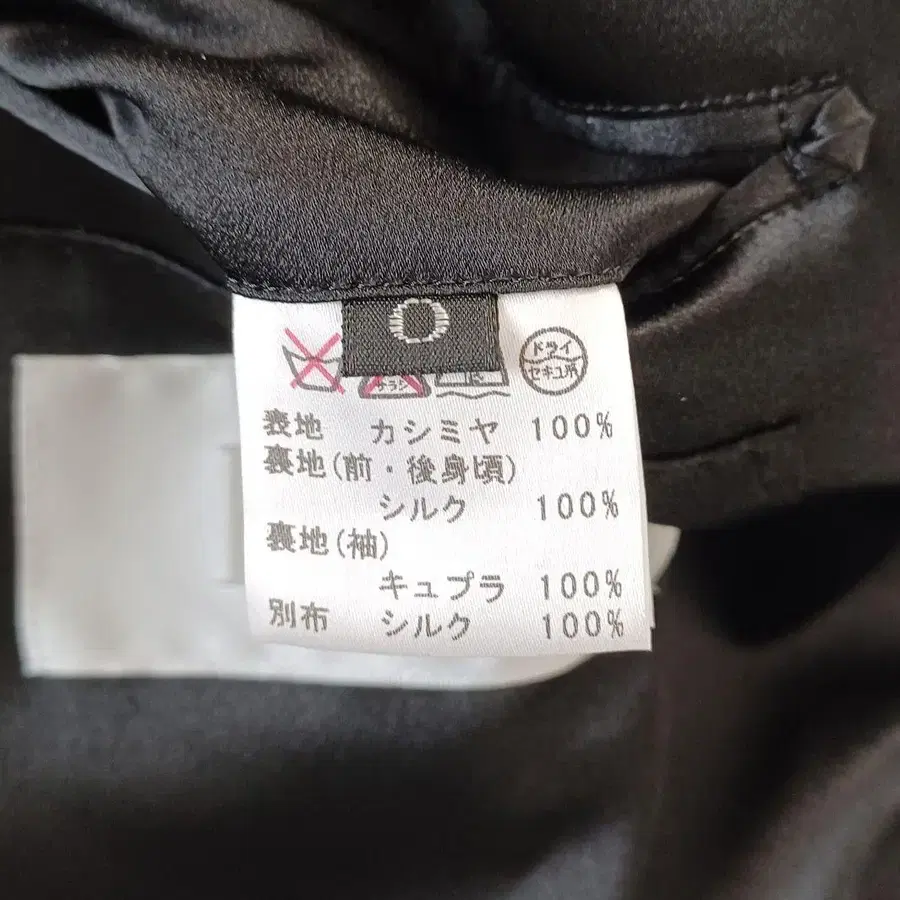 0
ドライ
セキユ系
表地 カシミヤ 100%
裏地(前・後身頃)
シルク 100%
裏地(袖)
キュプラ 100%
別布 シルク 100%